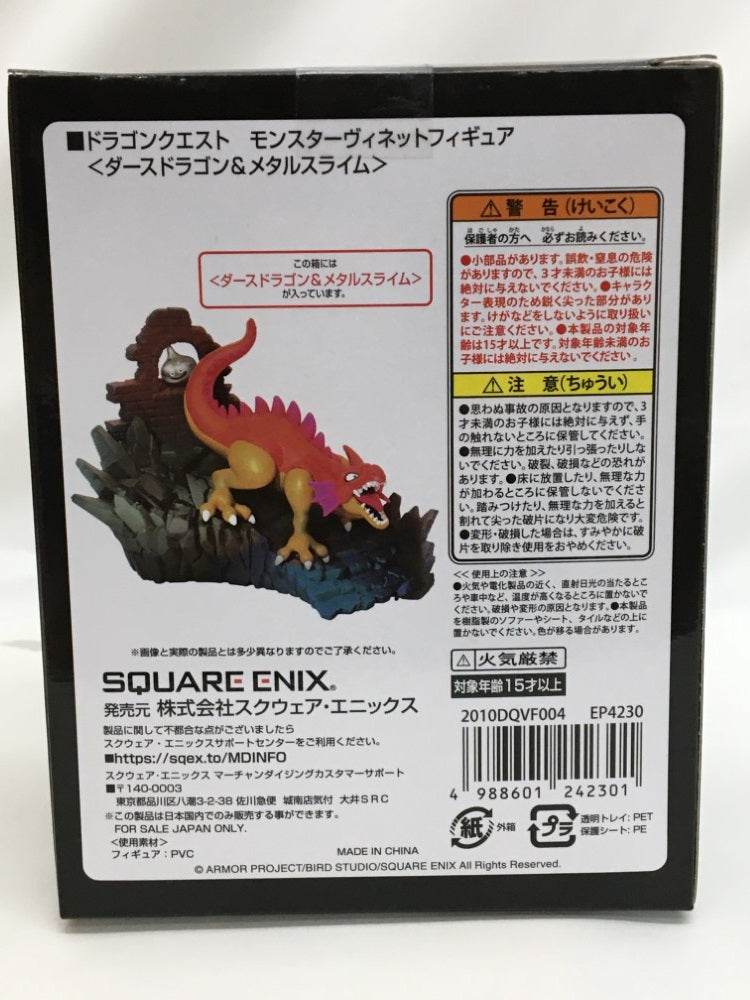 ■ドラゴンクエスト モンスターヴィネットフィギュア
＜ダースドラゴン＆メタルスライム＞
この箱には
＜ダースドラゴン＆メタルスライム＞
が入っています。
⚠警 告(けいこく)
保護者の方へ 必ずお読みください。
●小部品があります。誤飲・窒息の危険
がありますので、3才未満のお子様には
絶対に与えないでください。●キャラク
ター表現のため鋭く尖った部分があり
ます。けがなどをしないように取り扱い
にご注意ください。●本製品の対象年
齢は15才以上です。対象年齢未満のお
子様には絶対に与えないでください。
⚠注 意(ちゅうい)
●思わぬ事故の原因となりますので、3
才未満のお子様には絶対に与えず、手
の触れないところに保管してください。
●無理に力を加えたり引っ張ったりしな
いでください。破裂、破損などの恐れが
あります。●床に放置したり、無理な力
が加わるところに保管しないでくださ
い。踏みつけたり、無理な力を加えると
割れて尖った破片になり大変危険です。
●変形・破損した場合は、すみやかに破
片を取り除き使用をおやめください。
＜＜ 使用上の注意 ＞＞
●火気や電化製品の近く、直射日光の当たるとこ
ろや車中など、温度が高くなるところに置かないで
ください。破損や変形の原因となります。●本製品
を樹脂製のソファーやシート、タイルなどの上に
置かないでください。色が移る場合があります。
⚠火気厳禁
対象年齢15才以上
※画像と実際の製品とは多少異なりますのでご了承ください。
SQUARE ENIX®
発売元 株式会社スクウェア・エニックス
製品に関して不都合な点がございましたら
スクウェア・エニックスサポートセンターをご利用ください。
■https://sqex.to/MDINFO
スクウェア・エニックス マーチャンダイジングカスタマーサポート
■〒140-0003
東京都品川区八潮3-2-38 佐川急便 城南店気付 大井SRC
※この製品は日本国内でのみ販売する事ができます。
FOR SALE JAPAN ONLY.
＜使用素材＞
フィギュア：PVC
2010DQVF004 EP4230
4 988601 242301
紙 外箱
プラ 透明トレイ: PET
保護シート: PE
MADE IN CHINA
© ARMOR PROJECT/BIRD STUDIO/SQUARE ENIX All Rights Reserved.